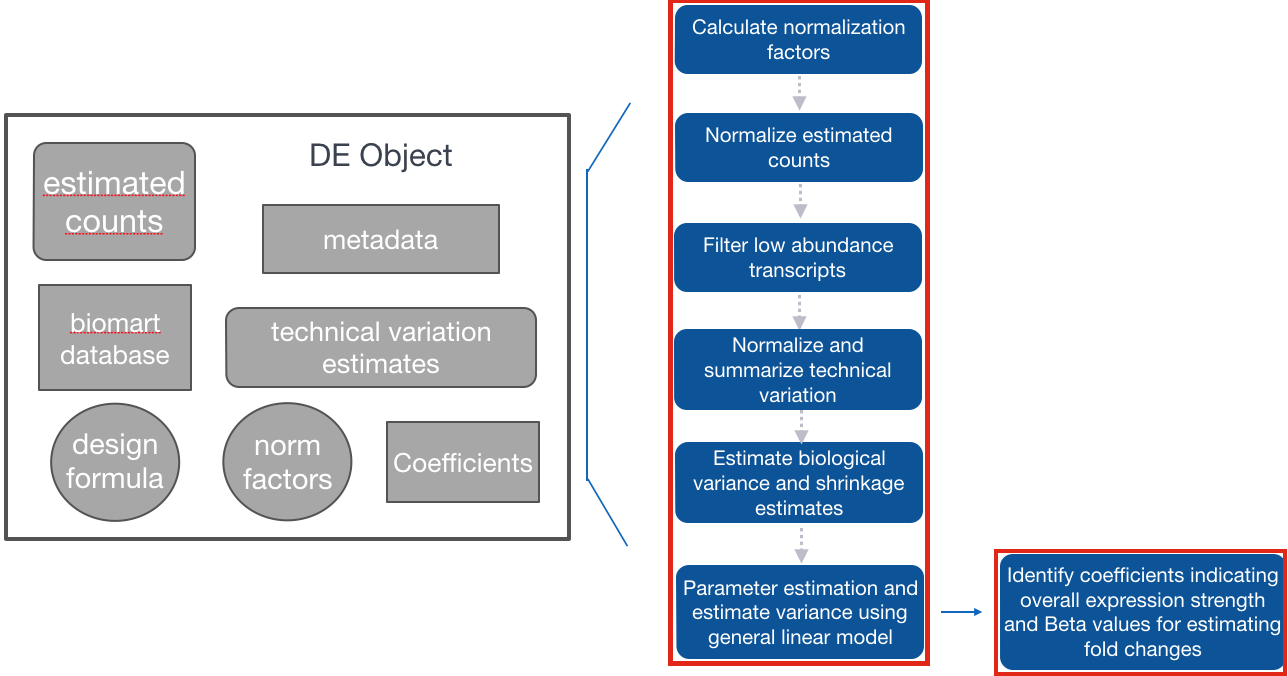 DE Object
estimated
counts
metadata
biomart
database
technical variation
estimates
design
formula
norm
factors
Coefficients
Calculate normalization
factors
Normalize estimated
counts
Filter low abundance
transcripts
Normalize and
summarize technical
variation
Estimate biological
variance and shrinkage
estimates
Parameter estimation and
estimate variance using
general linear model
Identify coefficients indicating
overall expression strength
and Beta values for estimating
fold changes